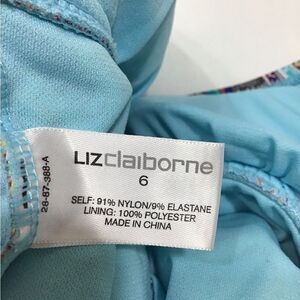 LIZclaiborne
6
SELF: 91% NYLON/9% ELASTANE
LINING: 100% POLYESTER
MADE IN CHINA
28-87-388-A